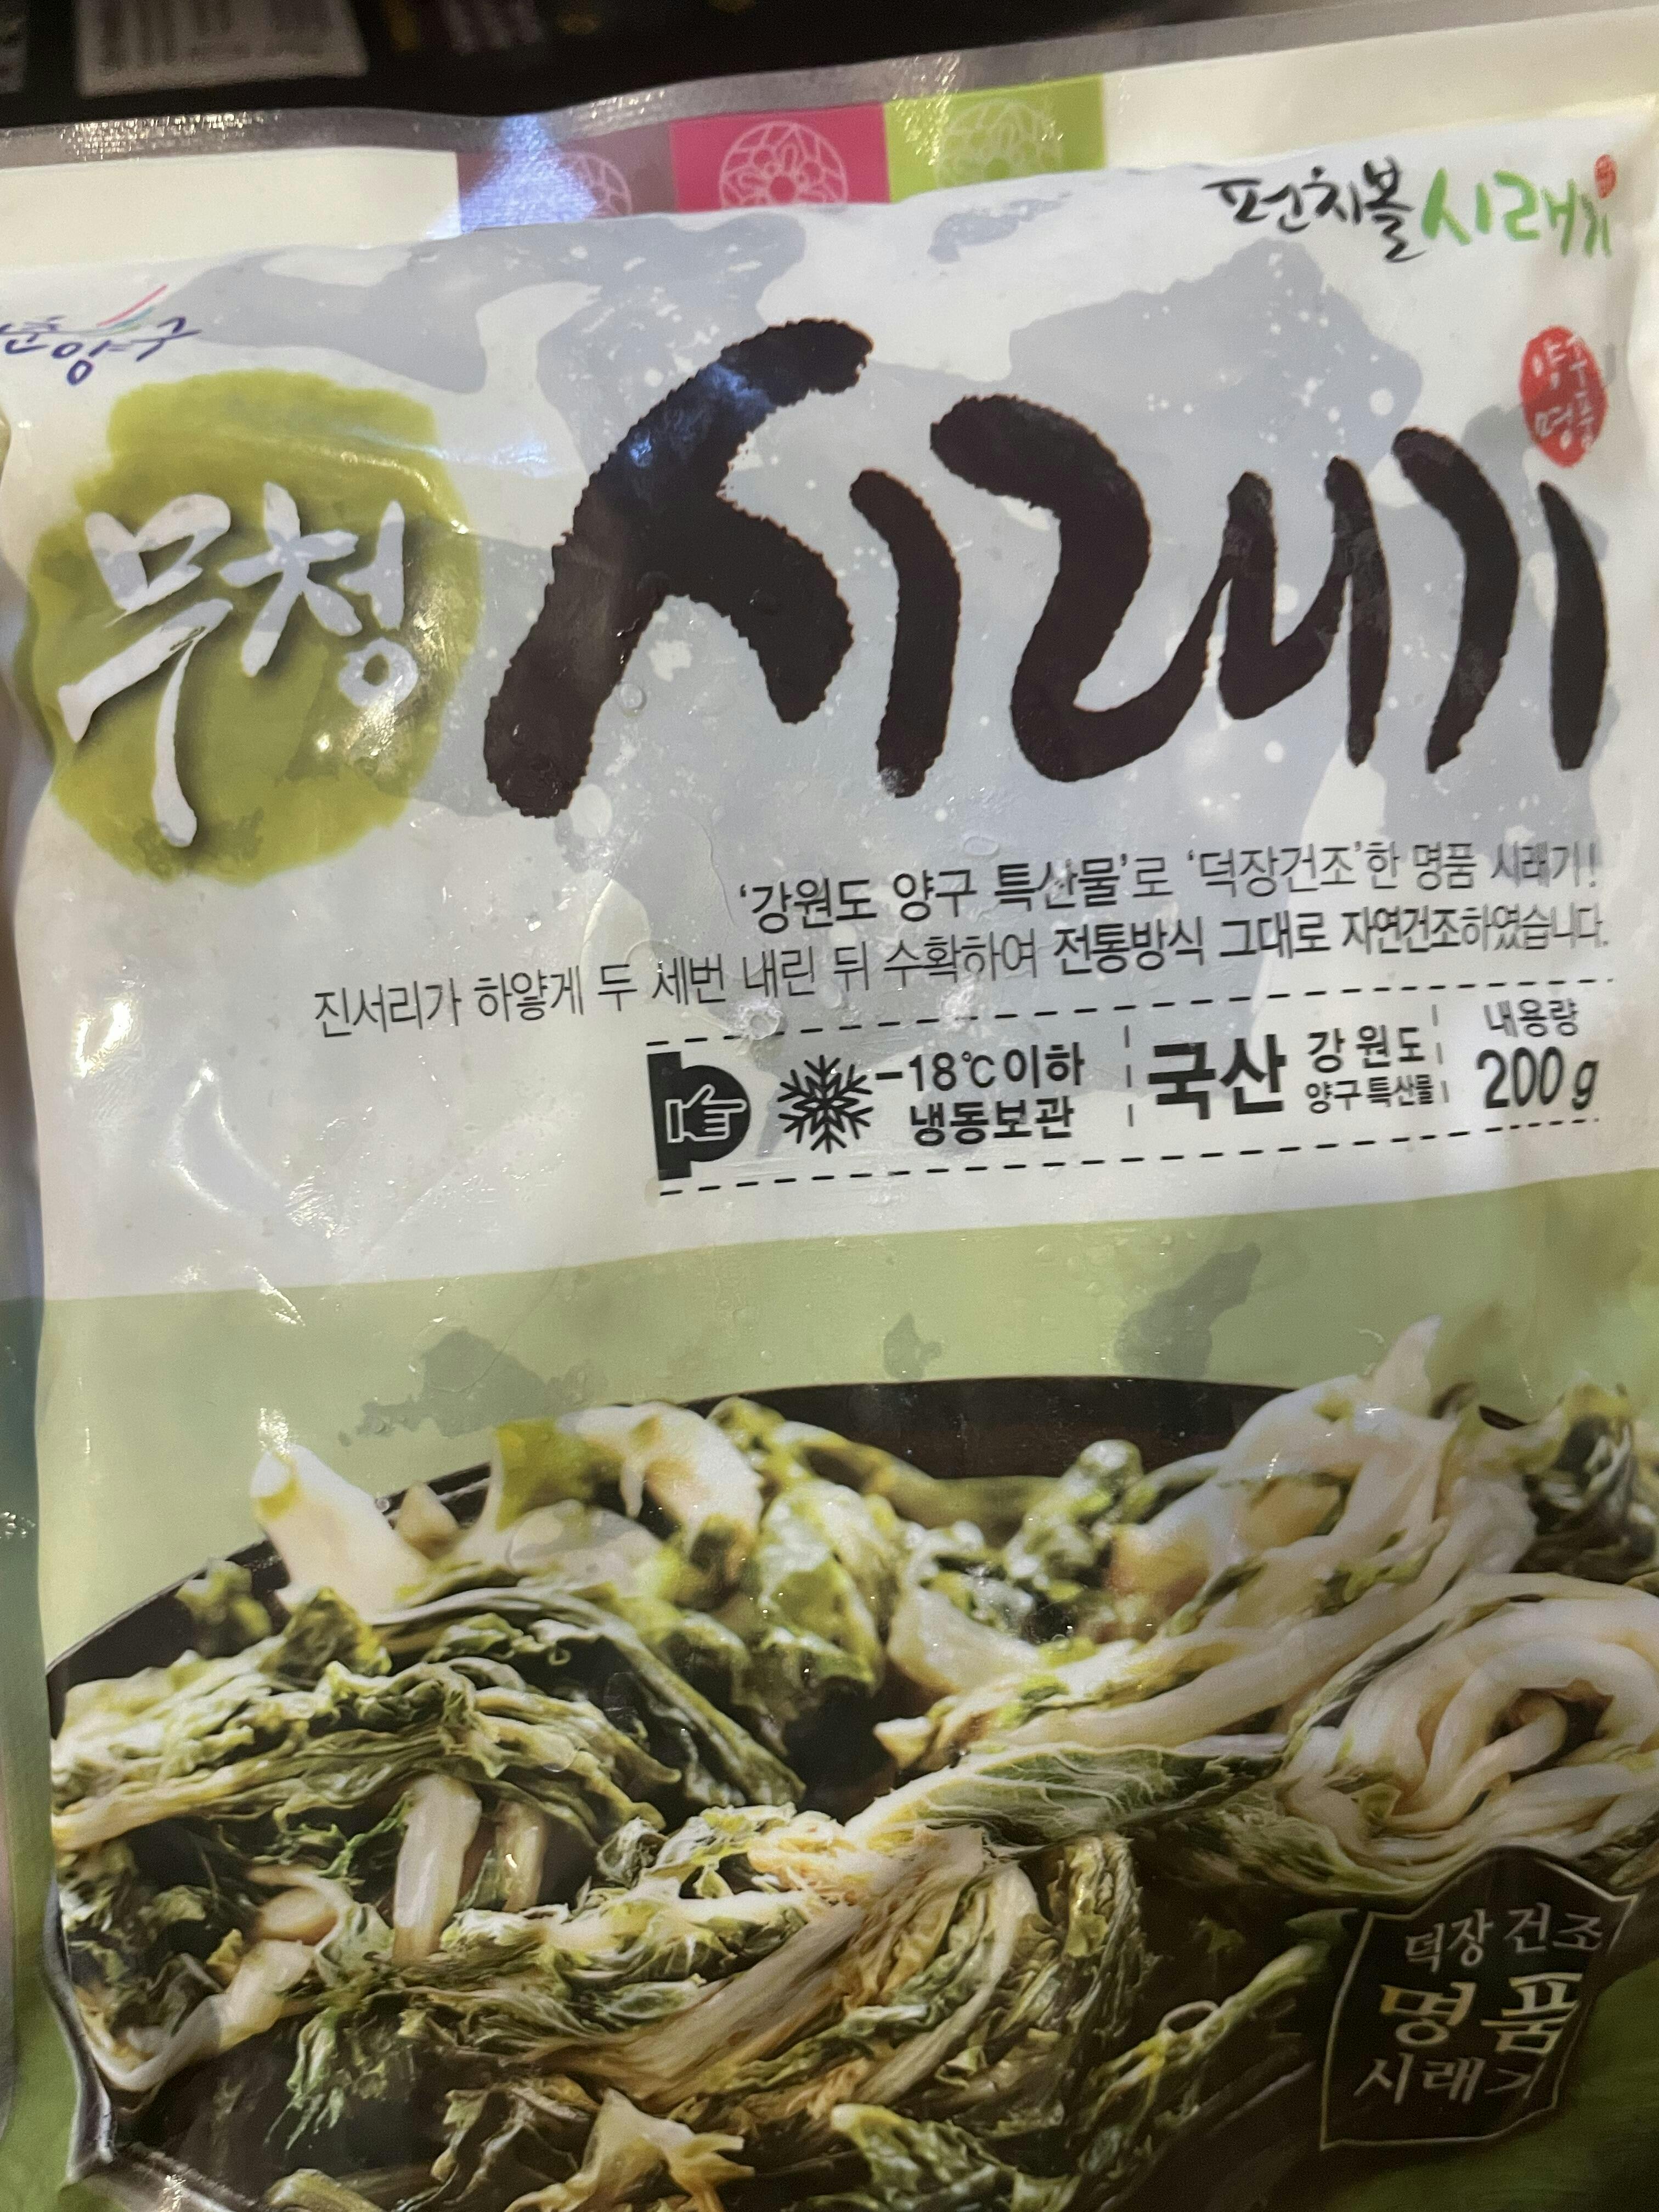 펀치볼 시래기
양구
양구
명품
무청
시래기
'강원도 양구 특산물'로 '덕장건조'한 명품 시래기!
진서리가 하얗게 두 세번 내린 뒤 수확하여 전통방식 그대로 자연건조하였습니다.
-18℃이하
냉동보관
국산
강원도
양구 특산물
내용량
200g
덕장 건조
명품
시래기